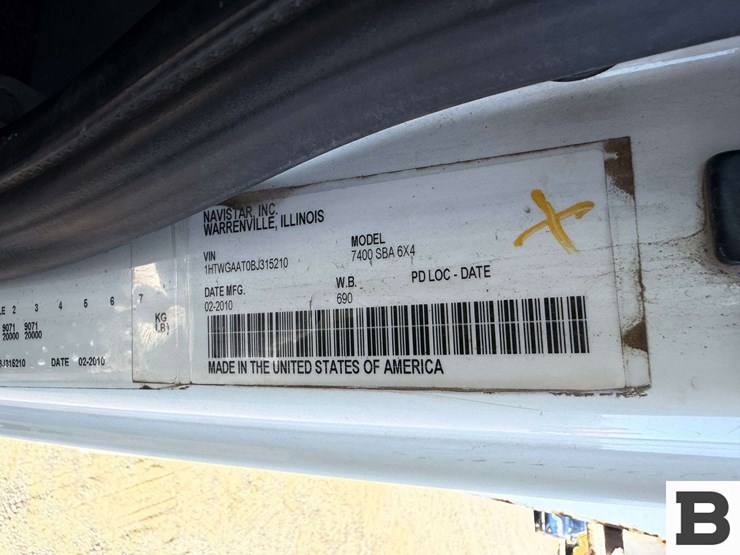 NAVISTAR, INC.
WARRENVILLE, ILLINOIS
VIN
1HTWGAAT0BJ315210
MODEL
7400 SBA 6X4
DATE MFG.
02-2010
W.B.
690
PD LOC - DATE
MADE IN THE UNITED STATES OF AMERICA
LE 2 3 4 5 6 7
9071 9071
20000 20000
KG
LB
BJ315210 DATE 02-2010
B